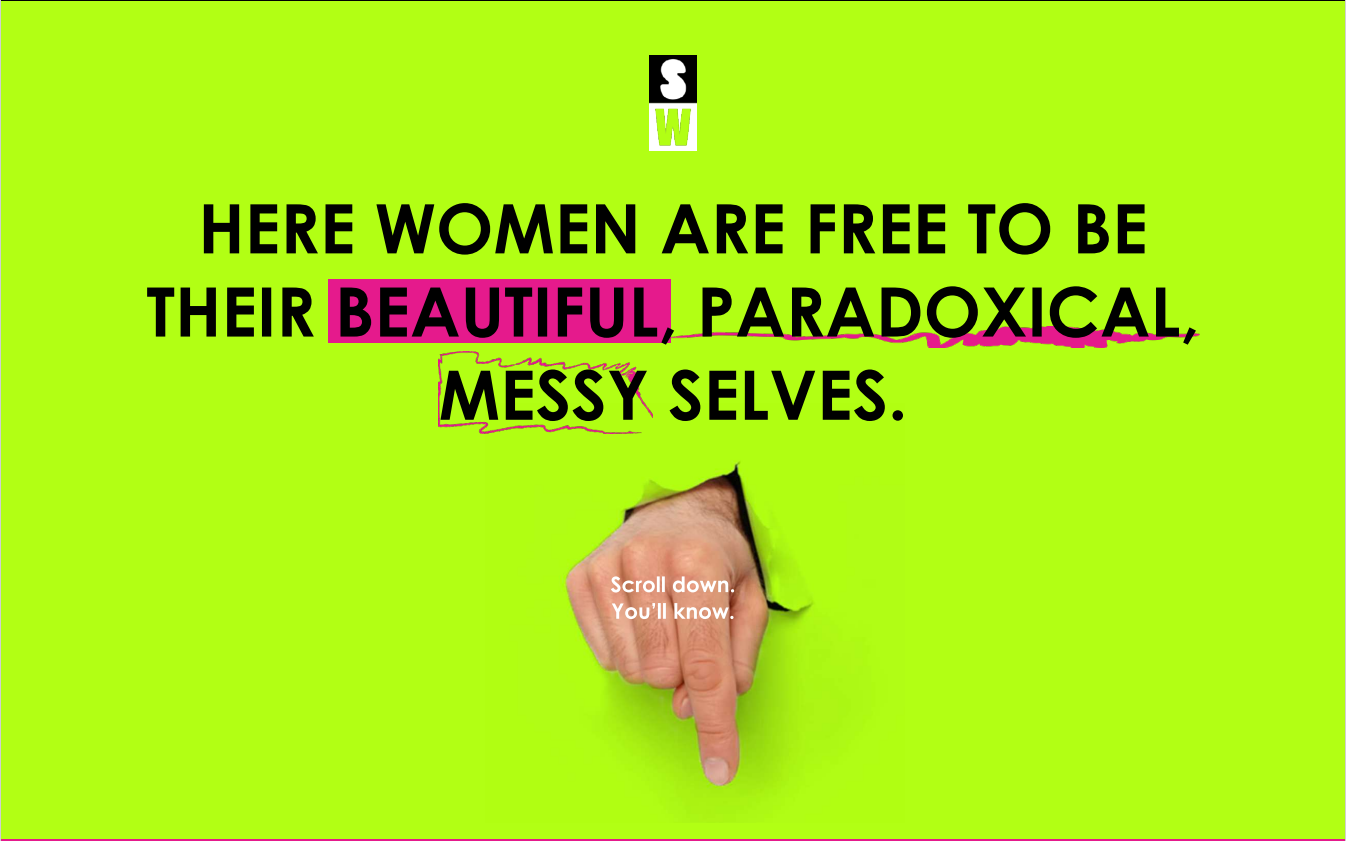 S
W
HERE WOMEN ARE FREE TO BE
THEIR BEAUTIFUL, PARADOXICAL,
MESSY SELVES.
Scroll down.
You’ll know.